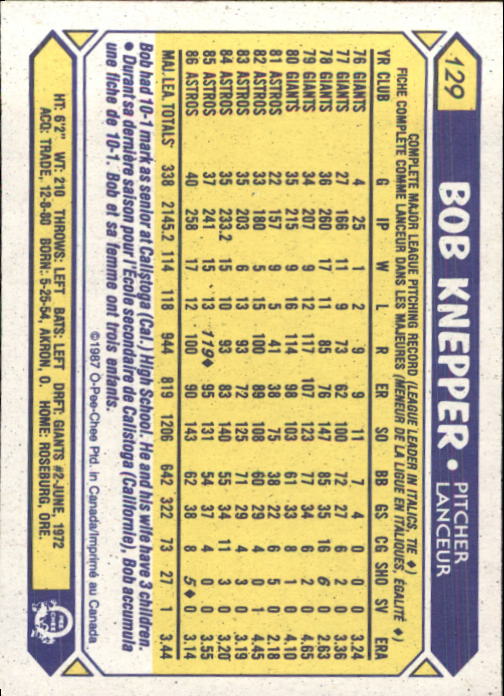 129
BOB KNEPPER • PITCHER
LANCEUR
COMPLETE MAJOR LEAGUE PITCHING RECORD (LEAGUE LEADER IN ITALICS, TIE ♦)
FICHE COMPLÈTE COMME LANCEUR DANS LES MAJEURES (MENEUR DE LA LIGUE EN ITALIQUES, ÉGALITÉ ♦)
YR CLUB G IP W L R ER SO BB GS CG SHO SV ERA
76 GIANTS 4 25 1 2 9 9 11 7 4 0 0 0 3.24
77 GIANTS 27 166 11 9 73 62 100 72 27 6 2 0 3.36
78 GIANTS 36 260 17 11 85 76 147 85 35 16 6 0 2.63
79 GIANTS 34 207 9 12 117 107 123 77 34 6 2 0 4.65
80 GIANTS 35 215 9 16 114 98 103 61 33 8 1 0 4.10
81 ASTROS 22 157 9 5 41 38 75 38 22 6 5 0 2.18
82 ASTROS 33 180 5 15 100 89 108 60 29 4 0 1 4.45
83 ASTROS 35 203 6 13 93 72 125 71 29 4 3 0 3.19
84 ASTROS 35 233.2 15 10 93 83 140 55 34 11 3 0 3.20
85 ASTROS 37 241 15 13 119♦ 95 131 54 37 4 0 0 3.55
86 ASTROS 40 258 17 12 100 90 143 62 38 8 5♦ 0 3.14
MAJ. LEA. TOTALS 338 2145.2 114 118 944 819 1206 642 322 73 27 1 3.44
Bob had 10-1 mark as senior at Calistoga (Cal.) High School. He and his wife have 3 children.
• Durant sa dernière saison pour l'École secondaire de Calistoga (Californie), Bob accumula
une fiche de 10-1. Bob et sa femme ont trois enfants.
©1987 O-Pee-Chee Ptd. in Canada/Imprimé au Canada
HT: 6'2" WT: 210 THROWS: LEFT BATS: LEFT DRFT: GIANTS #2-JUNE, 1972
ACQ: TRADE, 12-8-80 BORN: 5-25-54, AKRON, O. HOME: ROSEBURG, ORE.
O
PEE
CHEE